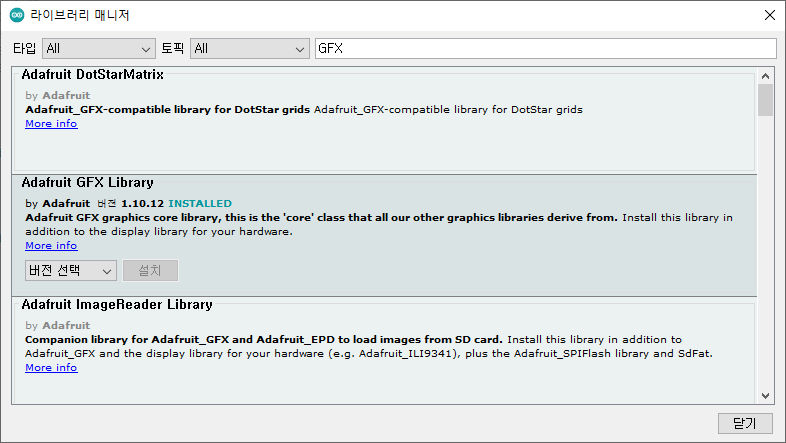 라이브러리 매니저
타입 All 토픽 All GFX
Adafruit DotStarMatrix
by Adafruit
Adafruit_GFX-compatible library for DotStar grids Adafruit_GFX-compatible library for DotStar grids
More info
Adafruit GFX Library
by Adafruit 버전 1.10.12 INSTALLED
Adafruit GFX graphics core library, this is the 'core' class that all our other graphics libraries derive from. Install this library in
addition to the display library for your hardware.
More info
버전 선택 설치
Adafruit ImageReader Library
by Adafruit
Companion library for Adafruit_GFX and Adafruit_EPD to load images from SD card. Install this library in addition to
Adafruit_GFX and the display library for your hardware (e.g. Adafruit_ILI9341), plus the Adafruit_SPIFlash library and SdFat.
More info
닫기